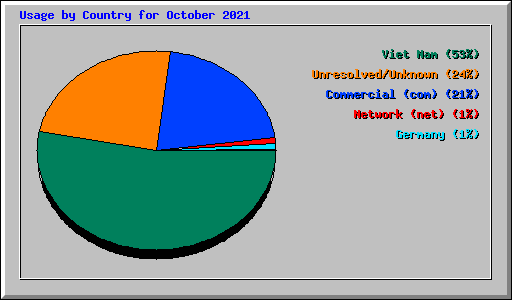 Usage by Country for October 2021
Viet Nam (53%)
Unresolved/Unknown (24%)
Commercial (com) (21%)
Network (net) (1%)
Germany (1%)